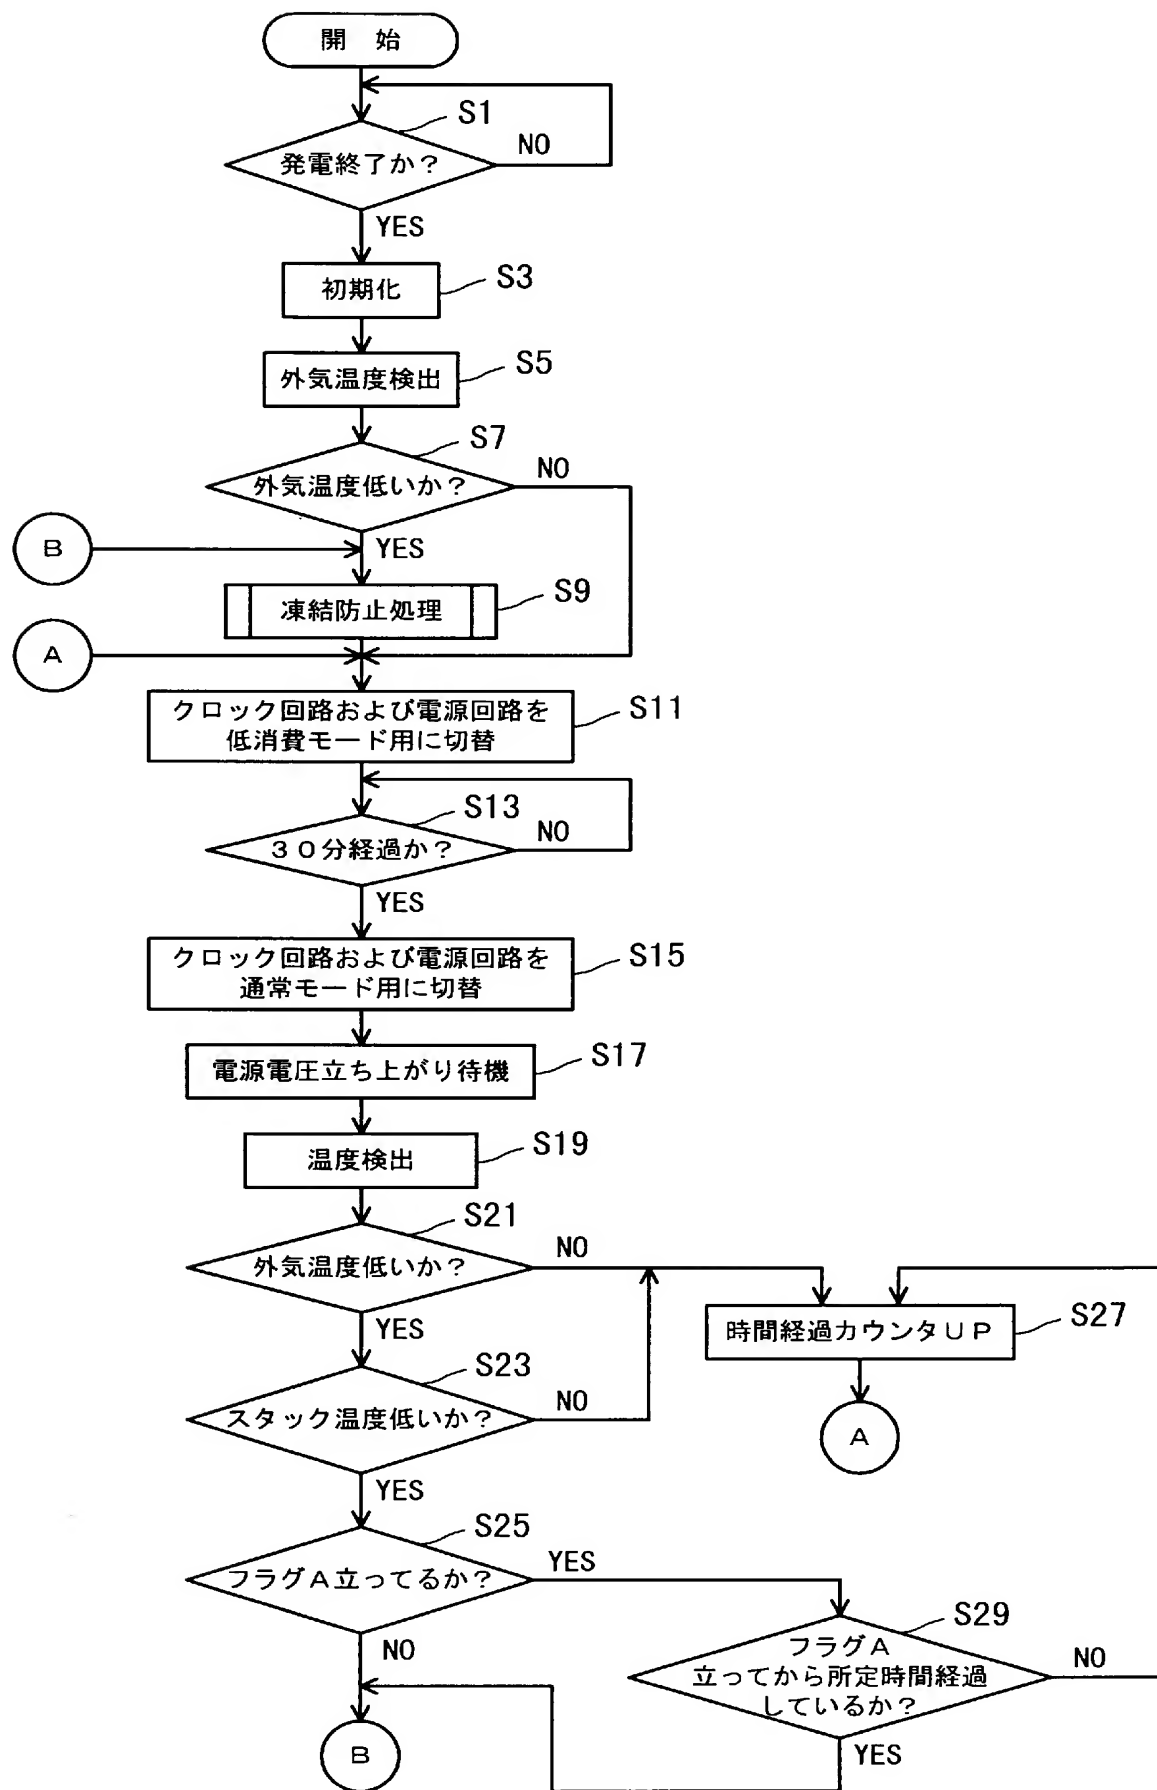 開 始
S1
発電終了か？
NO
YES
S3
初期化
S5
外気温度検出
S7
外気温度低いか？
NO
YES
B
S9
凍結防止処理
A
クロック回路および電源回路を
低消費モード用に切替
S11
S13
３０分経過か？
NO
YES
クロック回路および電源回路を
通常モード用に切替
S15
電源電圧立ち上がり待機
S17
温度検出
S19
S21
外気温度低いか？
NO
YES
時間経過カウンタＵＰ
S27
A
S23
スタック温度低いか？
NO
YES
S25
フラグＡ立ってるか？
YES
NO
S29
フラグＡ
立ってから所定時間経過
しているか？
NO
YES
B